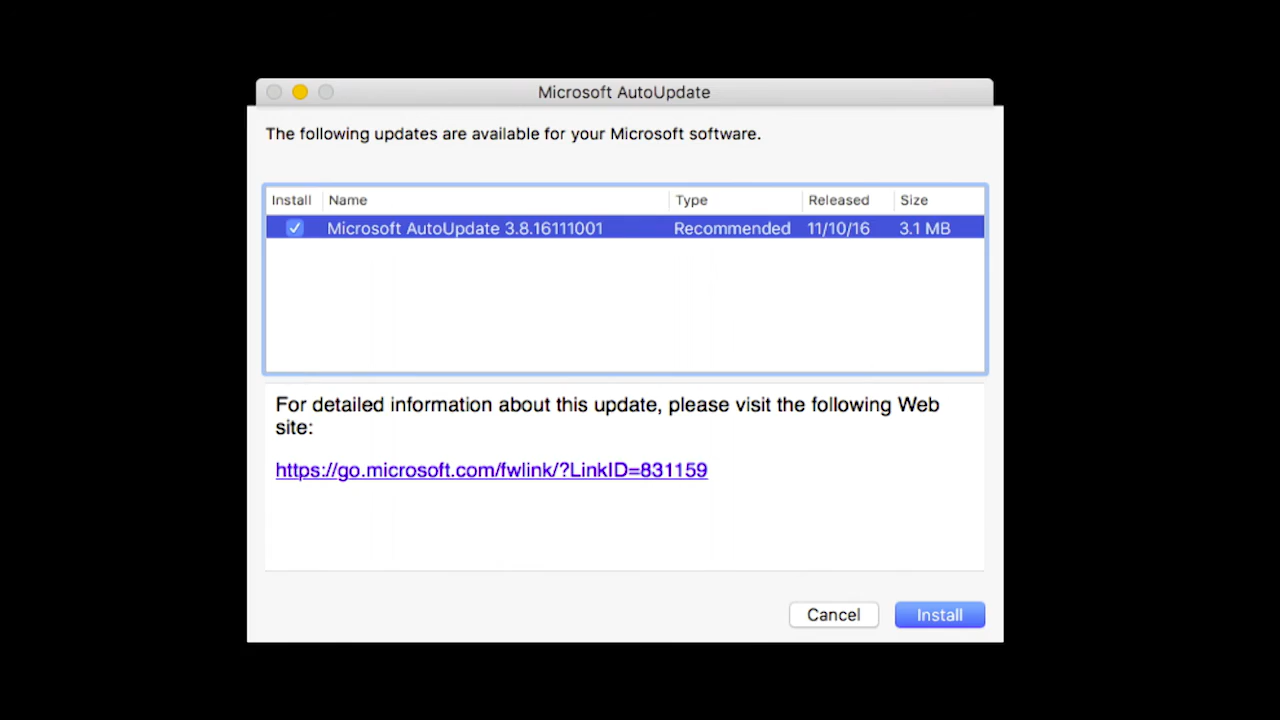 Microsoft AutoUpdate
The following updates are available for your Microsoft software.
Install Name Type Released Size
Microsoft AutoUpdate 3.8.16111001 Recommended 11/10/16 3.1 MB
For detailed information about this update, please visit the following Web
site:
https://go.microsoft.com/fwlink/?LinkID=831159
Cancel Install